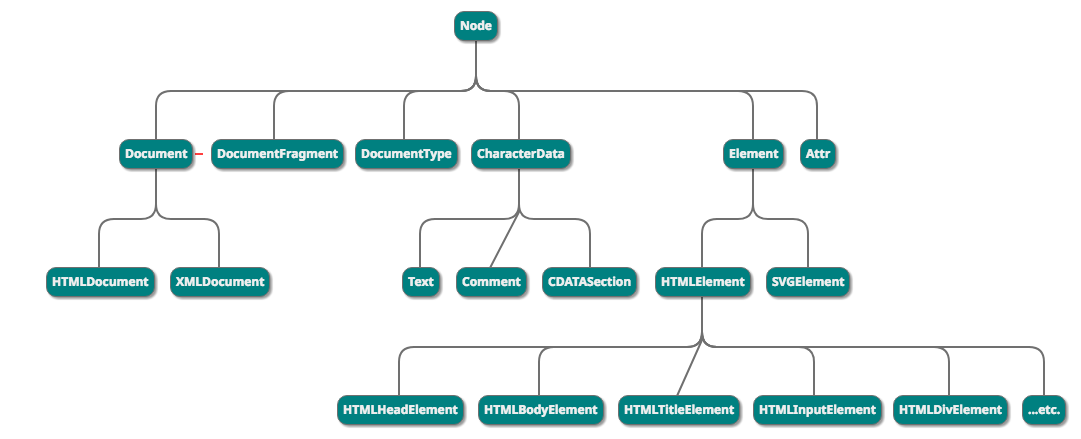 Node
Document DocumentFragment DocumentType CharacterData Element Attr
HTMLDocument XMLDocument Text Comment CDATASection HTMLElement SVGElement
HTMLHeadElement HTMLBodyElement HTMLTitleElement HTMLInputElement HTMLDivElement ...etc.